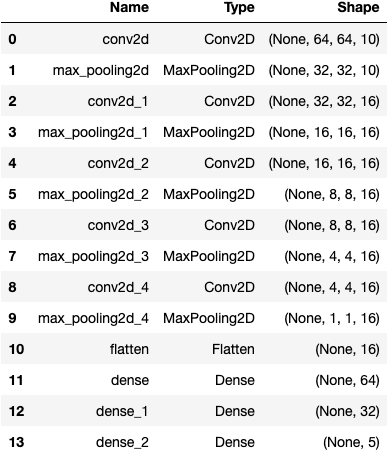 Name Type Shape
0 conv2d Conv2D (None, 64, 64, 10)
1 max_pooling2d MaxPooling2D (None, 32, 32, 10)
2 conv2d_1 Conv2D (None, 32, 32, 16)
3 max_pooling2d_1 MaxPooling2D (None, 16, 16, 16)
4 conv2d_2 Conv2D (None, 16, 16, 16)
5 max_pooling2d_2 MaxPooling2D (None, 8, 8, 16)
6 conv2d_3 Conv2D (None, 8, 8, 16)
7 max_pooling2d_3 MaxPooling2D (None, 4, 4, 16)
8 conv2d_4 Conv2D (None, 4, 4, 16)
9 max_pooling2d_4 MaxPooling2D (None, 1, 1, 16)
10 flatten Flatten (None, 16)
11 dense Dense (None, 64)
12 dense_1 Dense (None, 32)
13 dense_2 Dense (None, 5)